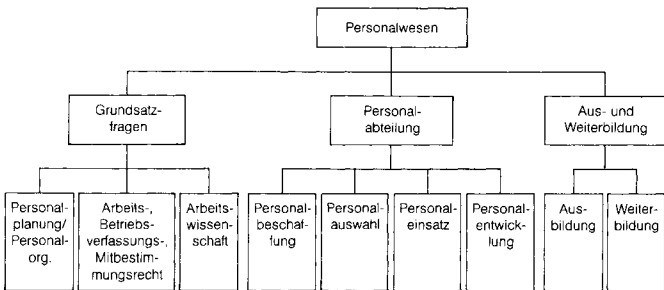 Personalwesen
Grundsatz-
fragen
Personal-
abteilung
Aus- und
Weiterbildung
Personal-
planung/
Personal-
org.
Arbeits-,
Betriebs-
verfassungs-,
Mitbestim-
mungsrecht
Arbeits-
wissen-
schaft
Personal-
beschaf-
fung
Personal-
auswahl
Personal-
einsatz
Personal-
entwick-
lung
Aus-
bildung
Weiter-
bildung